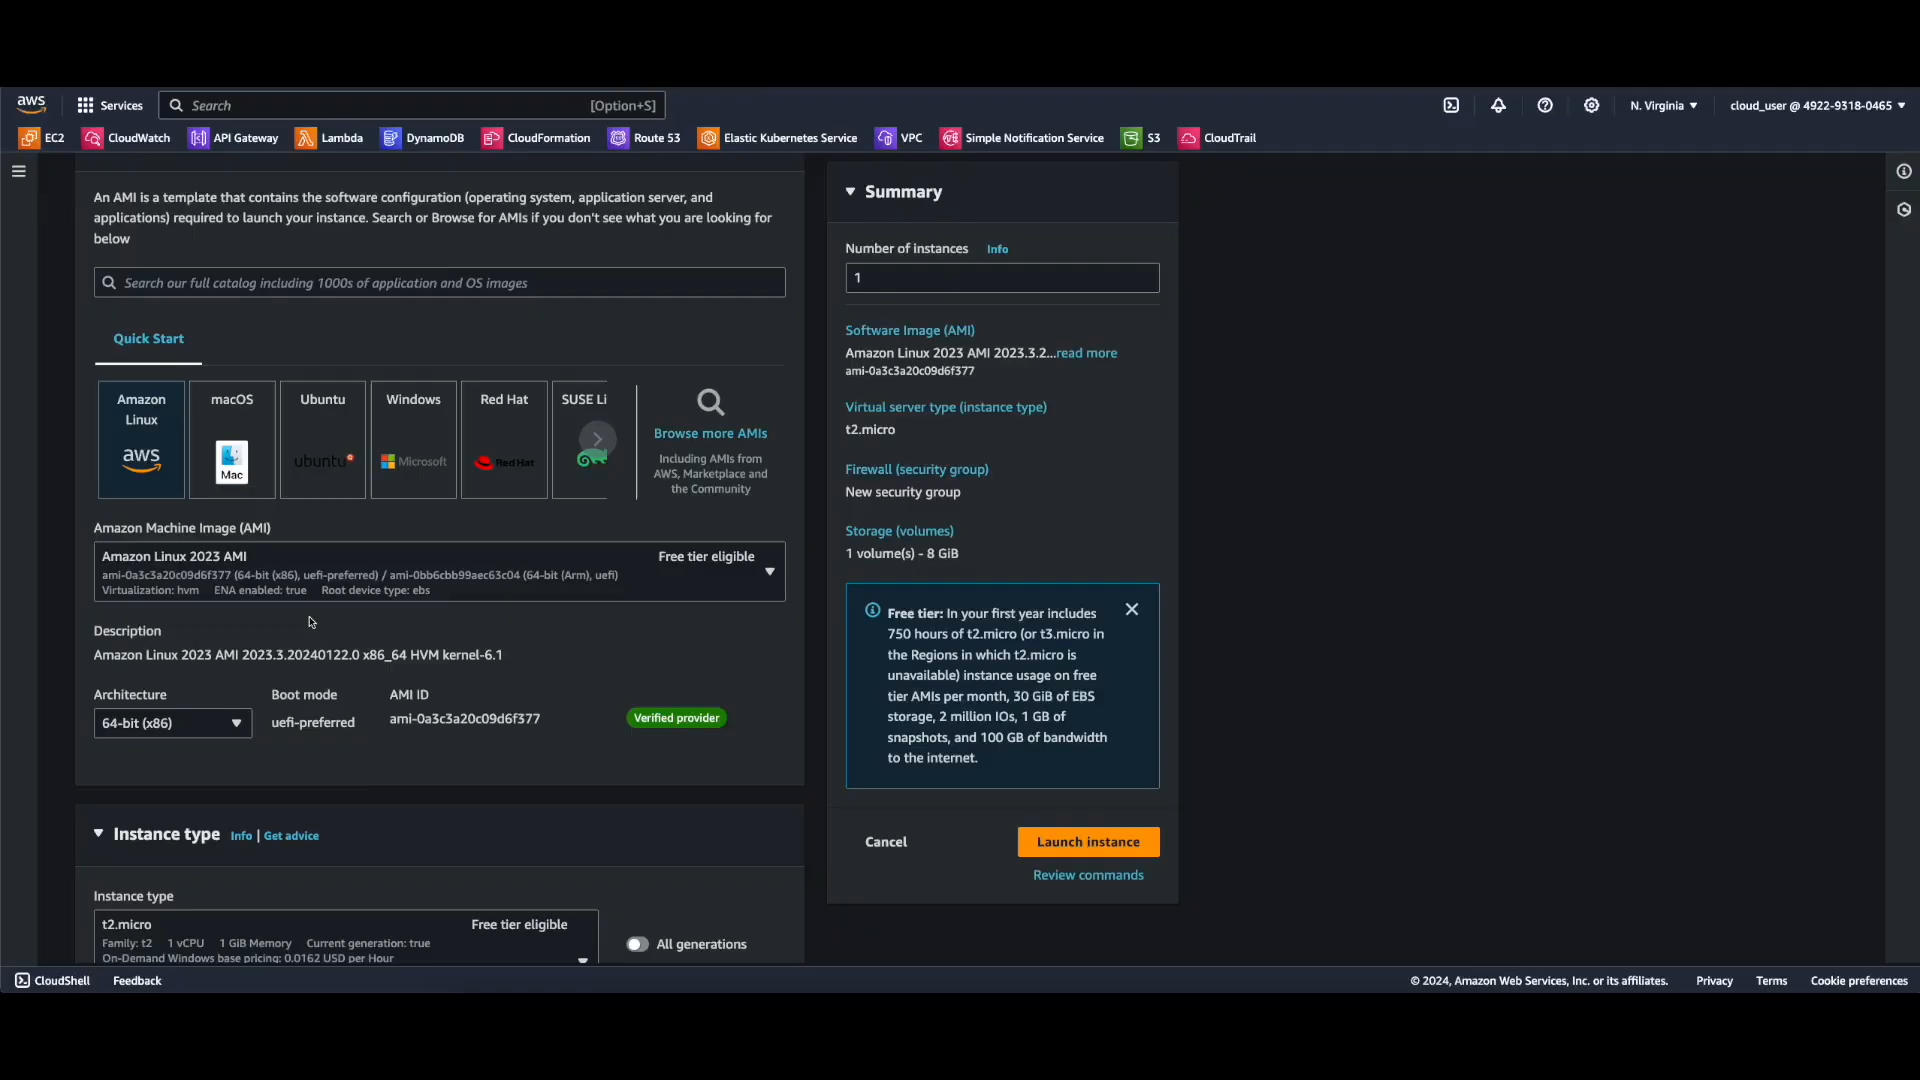 aws
Services
Search
[Option+S]
N. Virginia
cloud_user @ 4922-9318-0465
EC2
CloudWatch
API Gateway
Lambda
DynamoDB
CloudFormation
Route 53
Elastic Kubernetes Service
VPC
Simple Notification Service
S3
CloudTrail
An AMI is a template that contains the software configuration (operating system, application server, and
applications) required to launch your instance. Search or Browse for AMIs if you don't see what you are looking for
below
Search our full catalog including 1000s of application and OS images
Quick Start
Amazon
Linux
aws
macOS
Mac
Ubuntu
ubuntu
Windows
Microsoft
Red Hat
Red Hat
SUSE Li
Browse more AMIs
Including AMIs from
AWS, Marketplace and
the Community
Amazon Machine Image (AMI)
Amazon Linux 2023 AMI
Free tier eligible
ami-0a3c3a20c09d6f377 (64-bit (x86), uefi-preferred) / ami-0bb6cbb99aec63c04 (64-bit (Arm), uefi)
Virtualization: hvm ENA enabled: true Root device type: ebs
Description
Amazon Linux 2023 AMI 2023.3.20240122.0 x86_64 HVM kernel-6.1
Architecture
64-bit (x86)
Boot mode
uefi-preferred
AMI ID
ami-0a3c3a20c09d6f377
Verified provider
Instance type
Info | Get advice
Instance type
t2.micro
Free tier eligible
Family: t2 1 vCPU 1 GiB Memory Current generation: true
On-Demand Windows base pricing: 0.0162 USD per Hour
All generations
Summary
Number of instances Info
1
Software Image (AMI)
Amazon Linux 2023 AMI 2023.3.2...read more
ami-0a3c3a20c09d6f377
Virtual server type (instance type)
t2.micro
Firewall (security group)
New security group
Storage (volumes)
1 volume(s) - 8 GiB
Free tier: In your first year includes
750 hours of t2.micro (or t3.micro in
the Regions in which t2.micro is
unavailable) instance usage on free
tier AMIs per month, 30 GiB of EBS
storage, 2 million IOs, 1 GB of
snapshots, and 100 GB of bandwidth
to the internet.
Cancel
Launch instance
Review commands
CloudShell
Feedback
© 2024, Amazon Web Services, Inc. or its affiliates.
Privacy
Terms
Cookie preferences